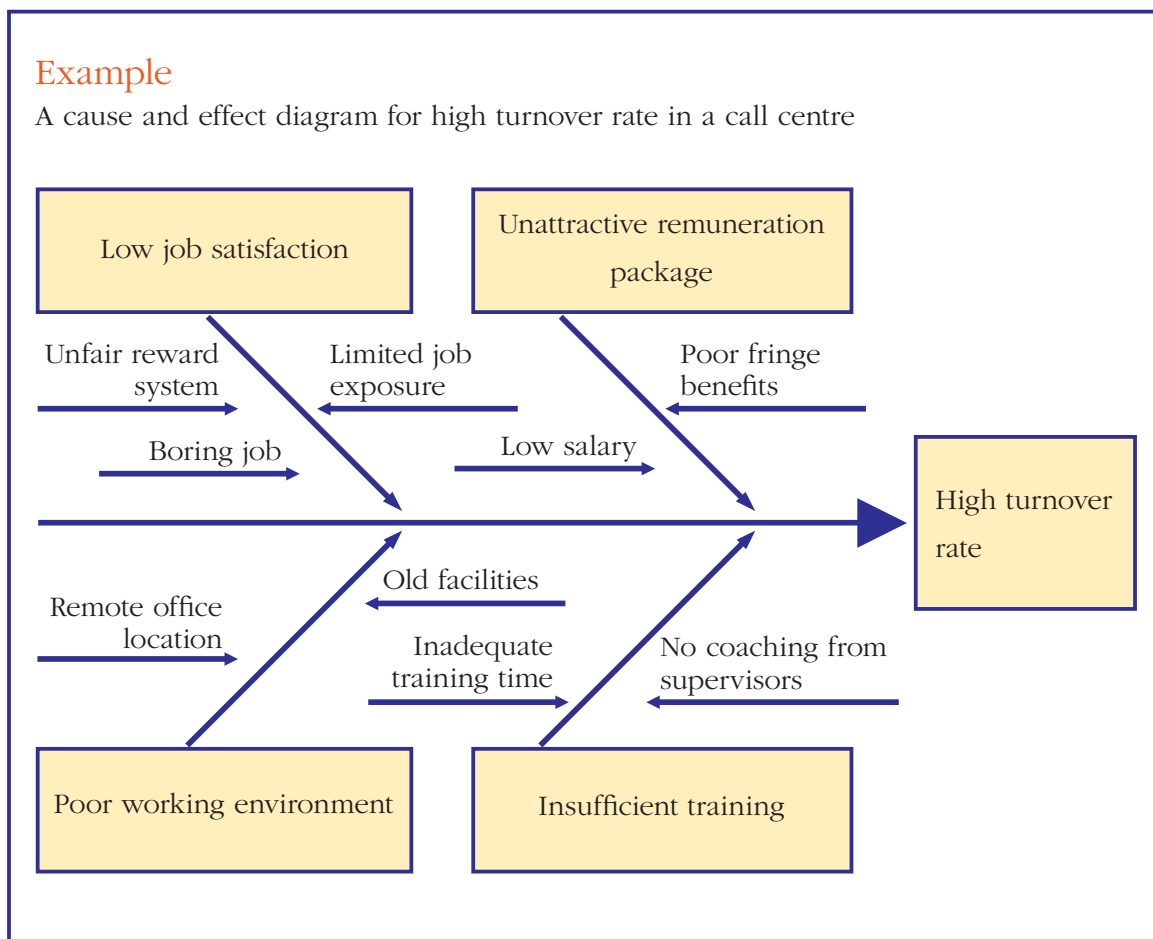 Example
A cause and effect diagram for high turnover rate in a call centre
Low job satisfaction
Unattractive remuneration
package
Unfair reward
system
Limited job
exposure
Boring job
Poor fringe
benefits
Low salary
High turnover
rate
Remote office
location
Old facilities
Inadequate
training time
No coaching from
supervisors
Poor working environment
Insufficient training